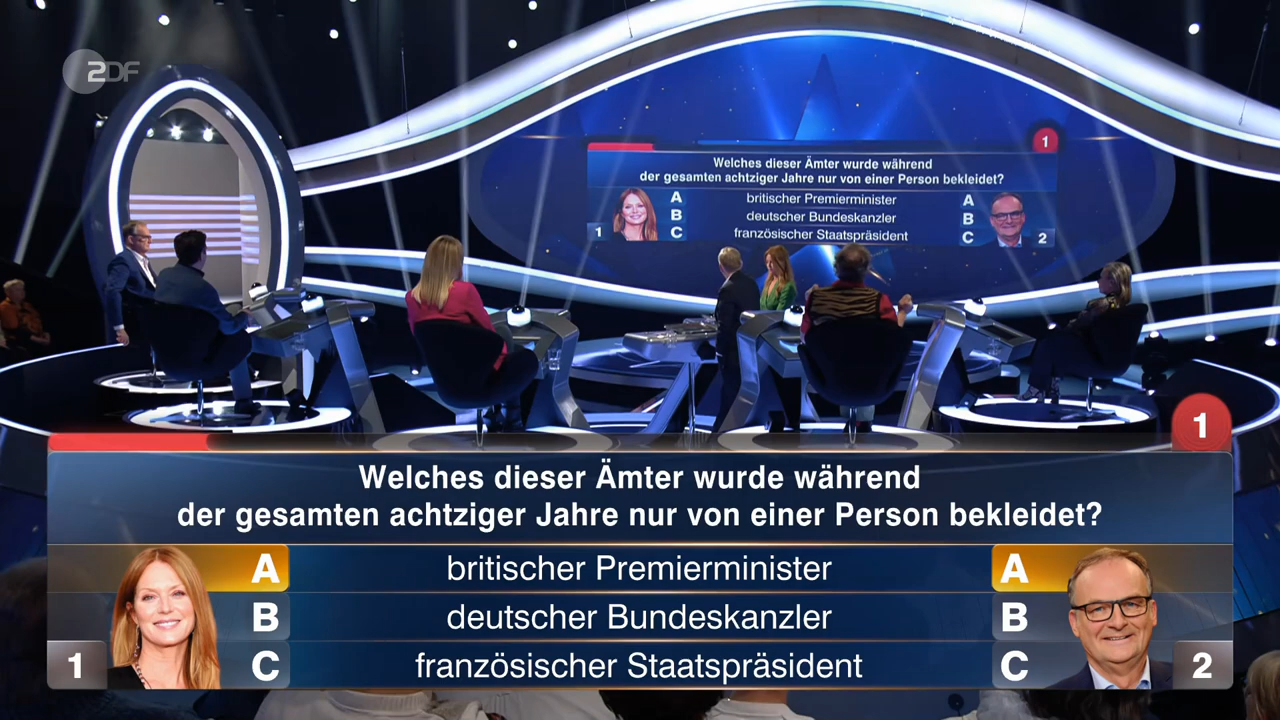 ZDF
1
Welches dieser Ämter wurde während
der gesamten achtziger Jahre nur von einer Person bekleidet?
A britischer Premierminister A
B deutscher Bundeskanzler B
1 C französischer Staatspräsident C 2
1
Welches dieser Ämter wurde während
der gesamten achtziger Jahre nur von einer Person bekleidet?
A britischer Premierminister A
B deutscher Bundeskanzler B
1 C französischer Staatspräsident C 2